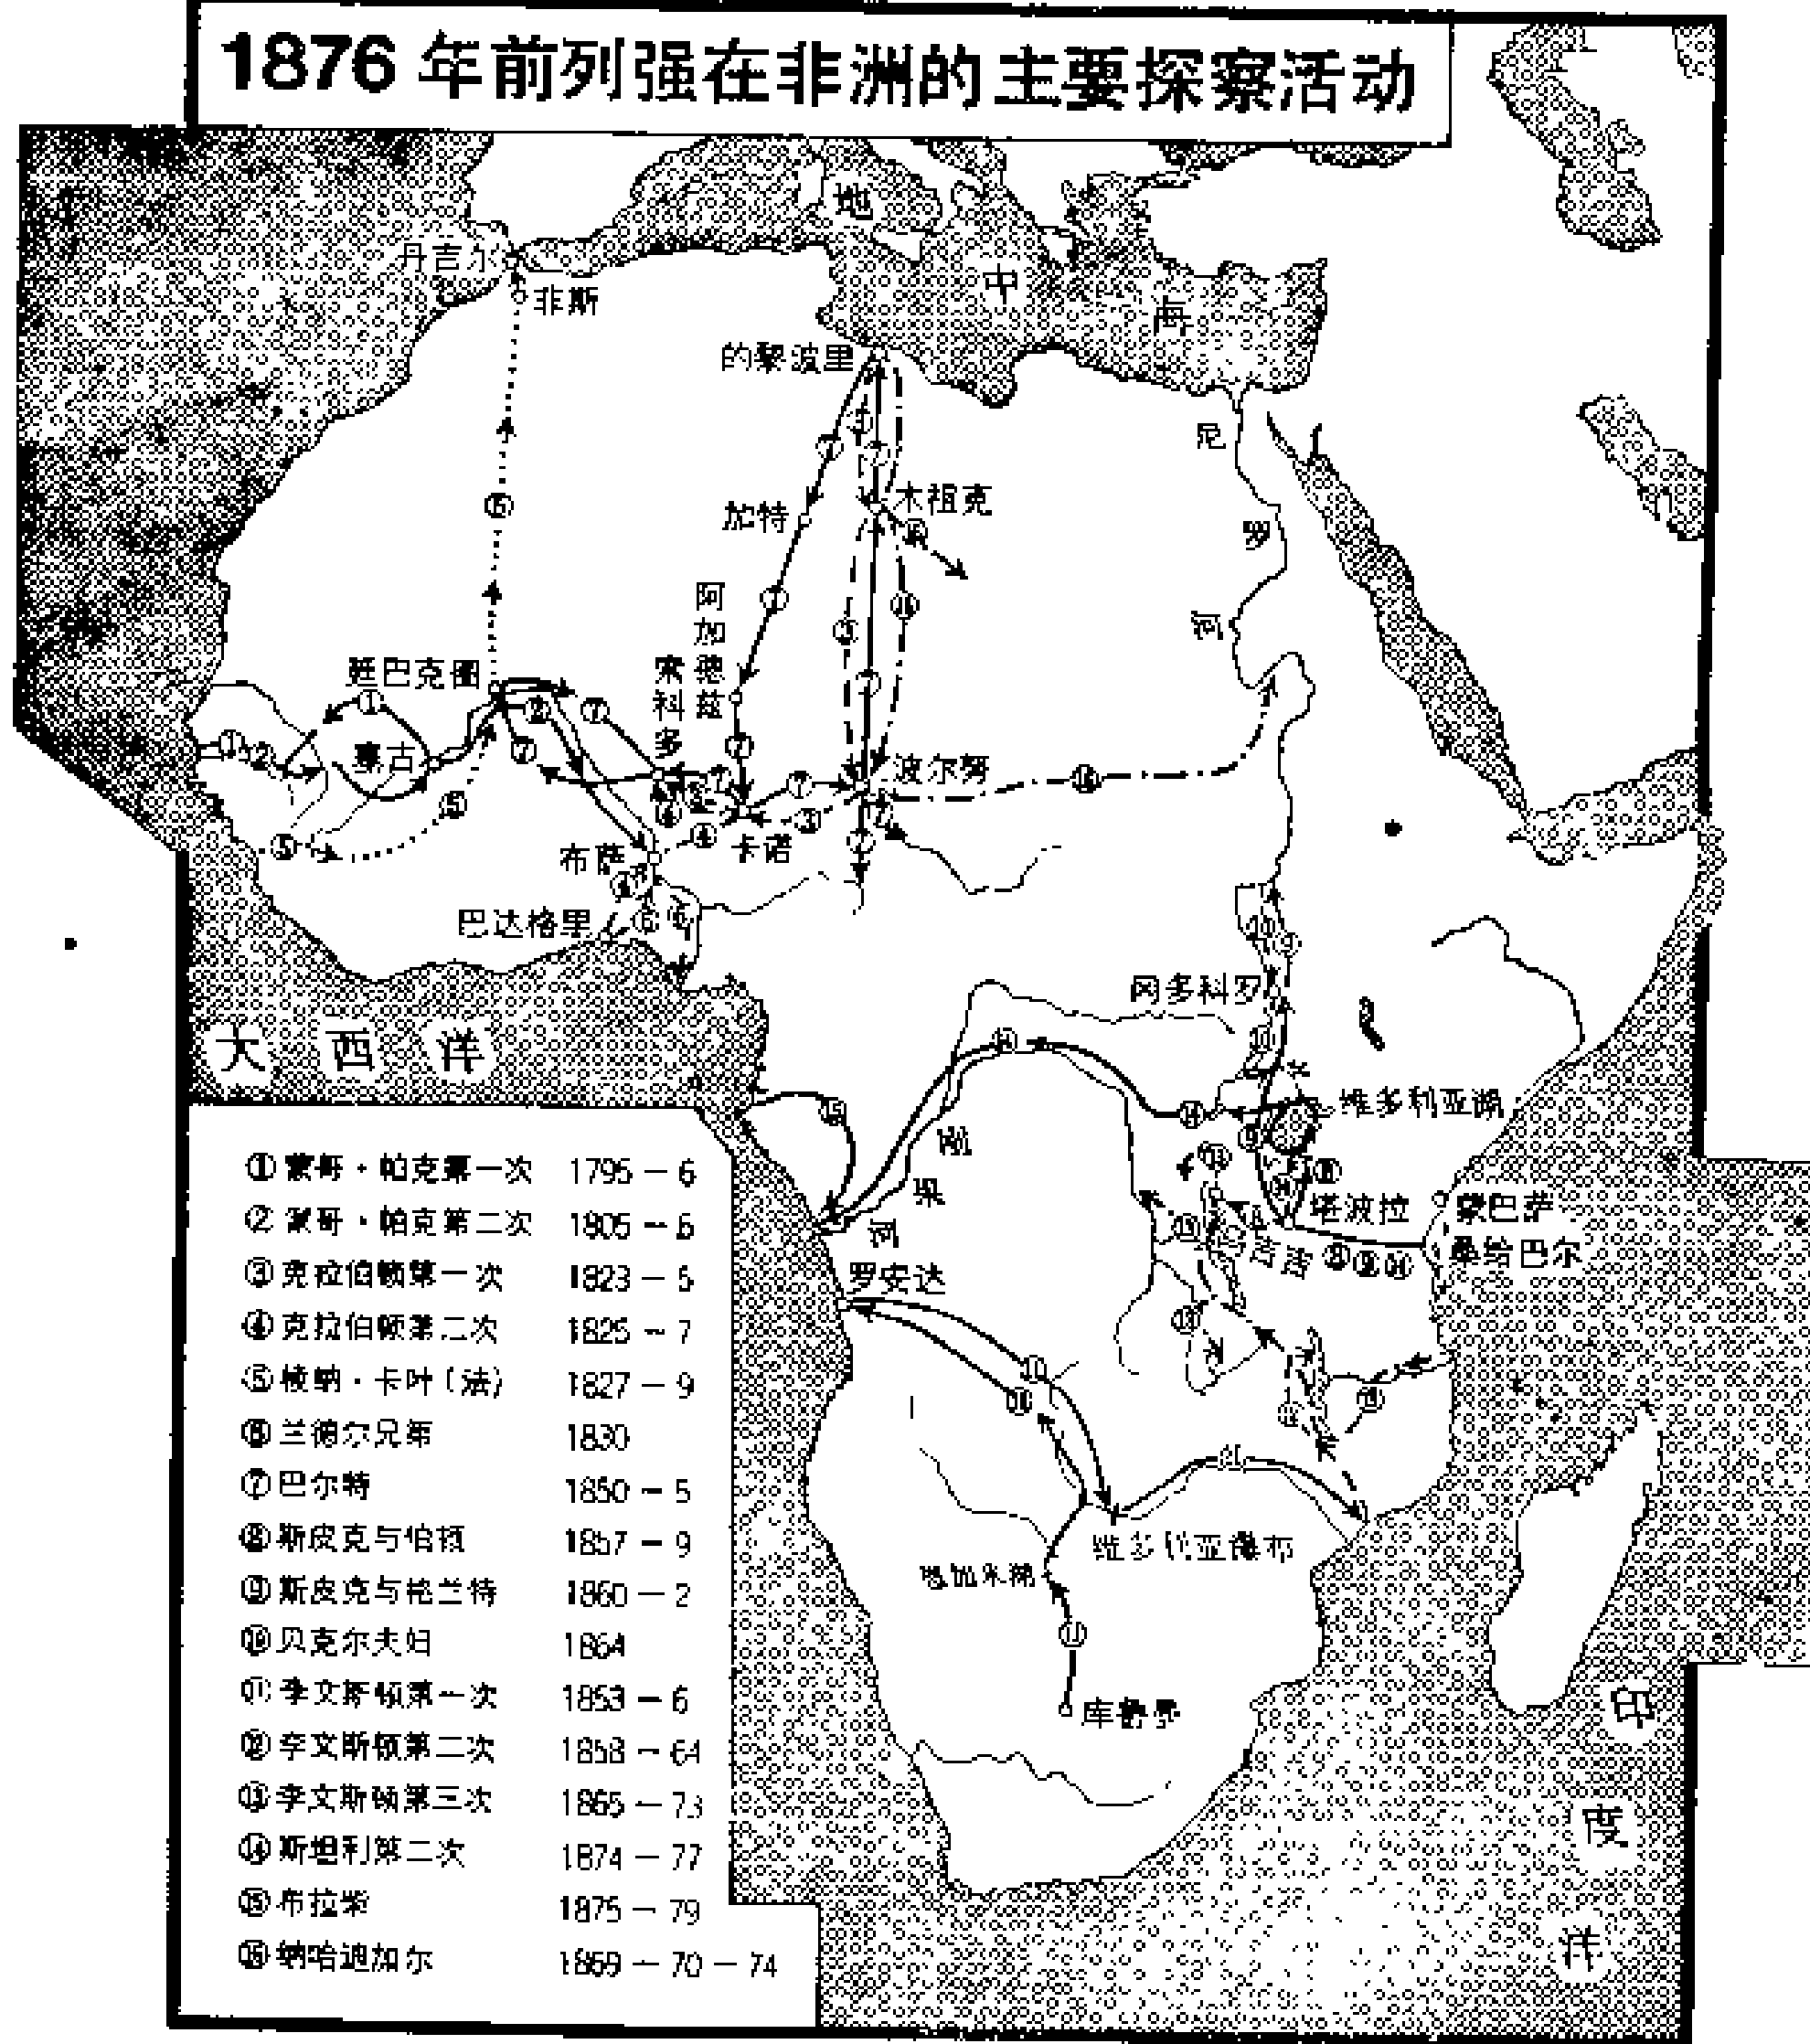 1876年前列强在非洲的主要探察活动
地
中
海
丹吉尔
非斯
的黎波里
尼
罗
河
加特
木祖克
阿加德兹
索科多
廷巴克图
塞古
波尔努
卡诺
布萨
巴达格里
冈多科罗
大西洋
维多利亚湖
刚
果
河
塔波拉
蒙巴萨
桑给巴尔
罗安达
维多利亚瀑布
库鲁曼
印
度
洋
①蒙哥·帕克第一次 1795-6
②蒙哥·帕克第二次 1805-6
③克拉伯顿第一次 1823-5
④克拉伯顿第二次 1825-7
⑤棱纳·卡叶(法) 1827-9
⑥兰德尔兄弟 1830
⑦巴尔特 1850-5
⑧斯皮克与伯顿 1857-9
⑨斯皮克与格兰特 1860-2
⑩贝克尔夫妇 1864
⑪李文斯顿第一次 1853-6
⑫李文斯顿第二次 1858-64
⑬李文斯顿第三次 1865-73
⑭斯坦利第二次 1874-77
⑮布拉柴 1875-79
⑯纳哈迪加尔 1869-70-74